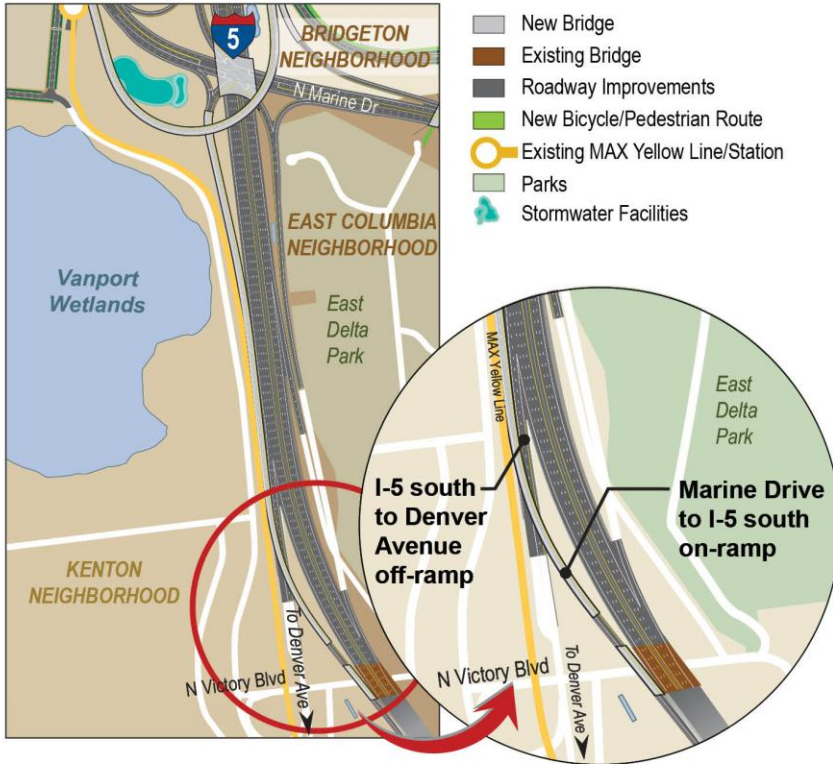 5
BRIDGETON
NEIGHBORHOOD
N Marine Dr
EAST COLUMBIA
NEIGHBORHOOD
Vanport
Wetlands
East
Delta
Park
KENTON
NEIGHBORHOOD
N Victory Blvd
To Denver Ave
New Bridge
Existing Bridge
Roadway Improvements
New Bicycle/Pedestrian Route
Existing MAX Yellow Line/Station
Parks
Stormwater Facilities
MAX Yellow Line
East
Delta
Park
I-5 south
to Denver
Avenue
off-ramp
Marine Drive
to I-5 south
on-ramp
N Victory Blvd
To Denver Ave